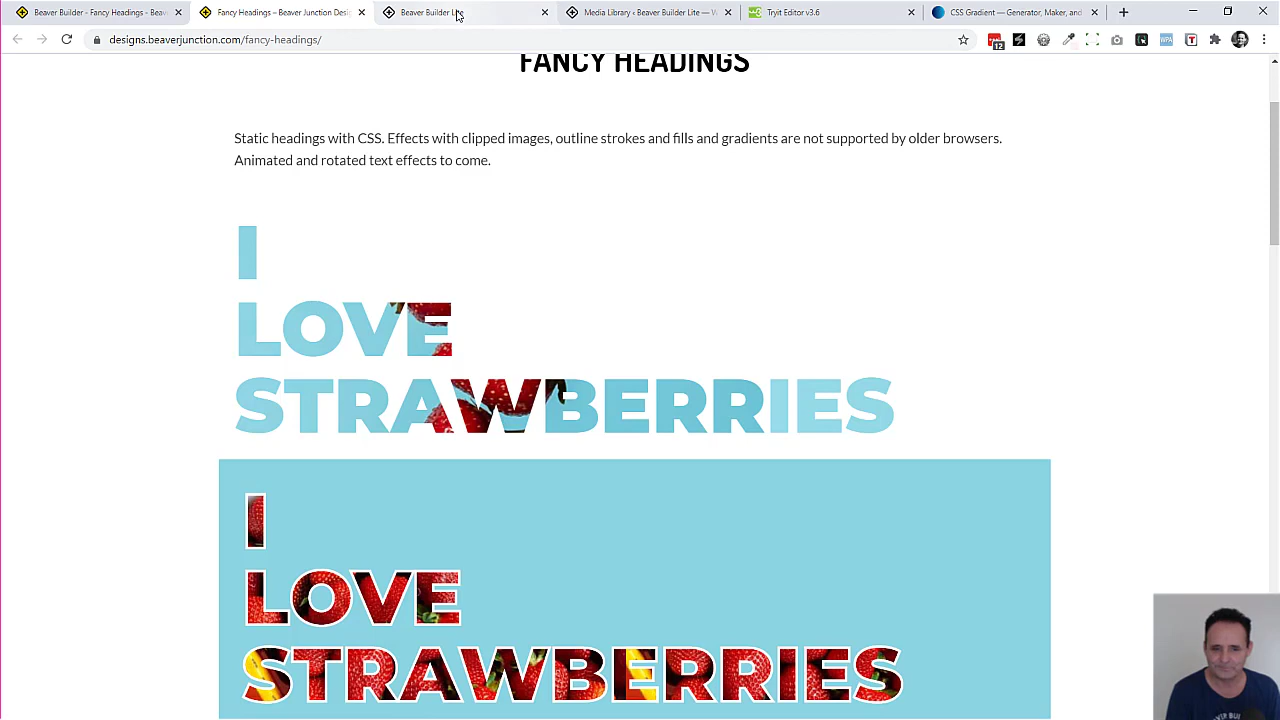 Beaver Builder - Fancy Headings - Beav
Fancy Headings – Beaver Junction Desi
Beaver Builder Lite
Media Library ‹ Beaver Builder Lite — W
Tryit Editor v3.6
CSS Gradient — Generator, Maker, and
designs.beaverjunction.com/fancy-headings/
12
WPA
T
FANCY HEADINGS
Static headings with CSS. Effects with clipped images, outline strokes and fills and gradients are not supported by older browsers.
Animated and rotated text effects to come.
I
LOVE
STRAWBERRIES
I
LOVE
STRAWBERRIES